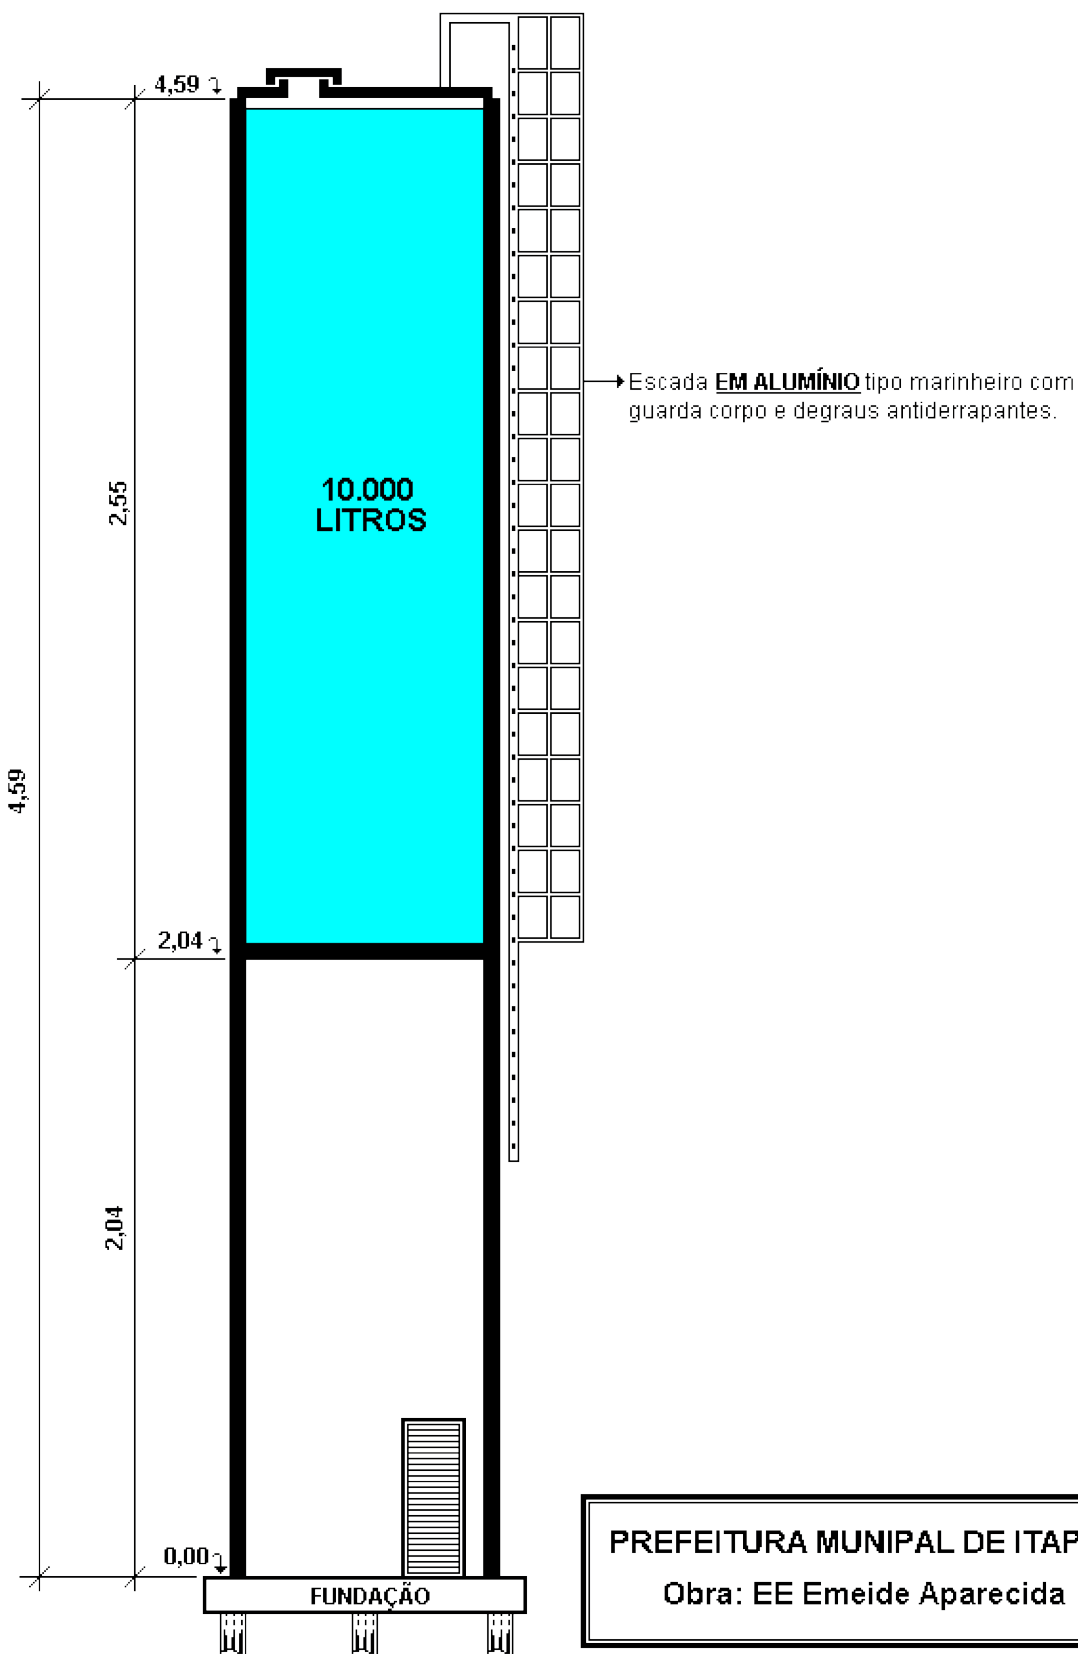 4,59
Escada EM ALUMÍNIO tipo marinheiro com
guarda corpo e degraus antiderrapantes.
10.000
LITROS
2,55
4,59
2,04
2,04
0,00
FUNDAÇÃO
PREFEITURA MUNIPAL DE ITAP
Obra: EE Emeide Aparecida